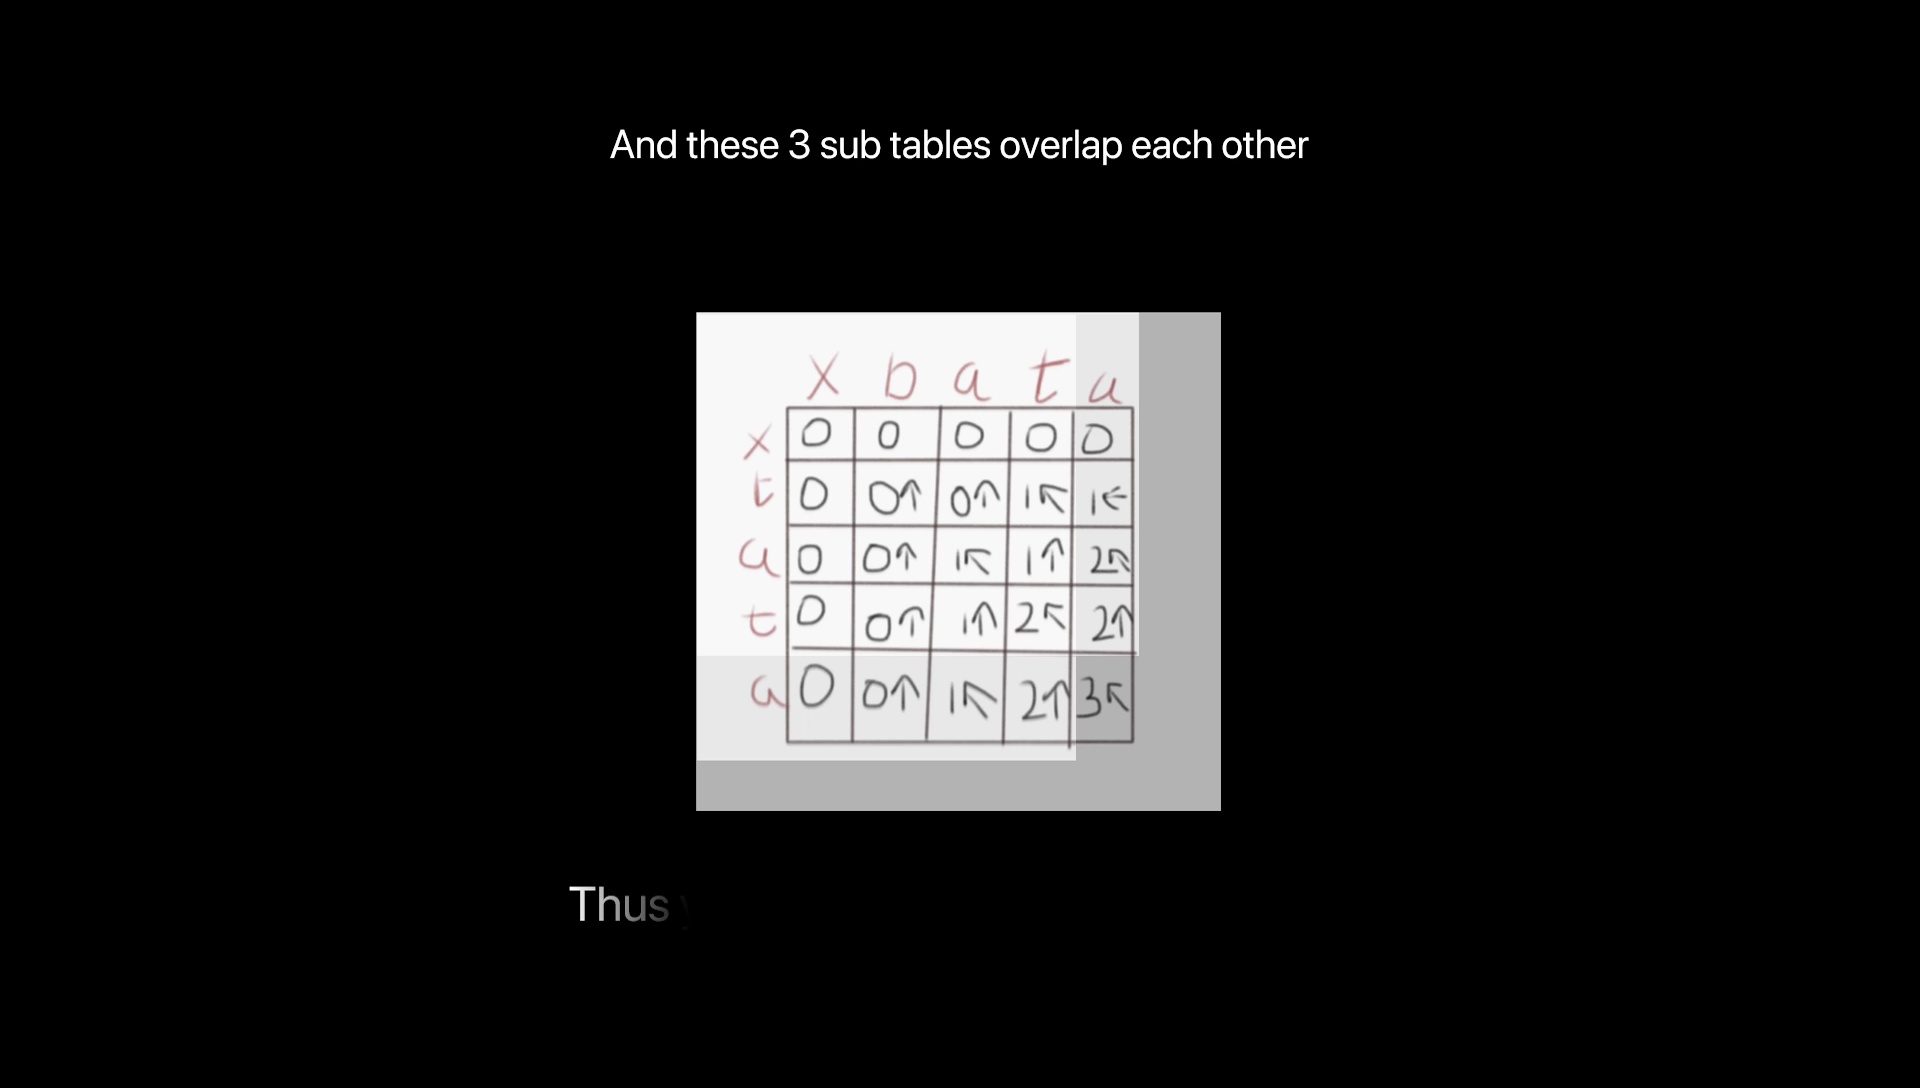 And these 3 sub tables overlap each other
x b a t a
x 0 0 0 0 0
t 0 0↑ 0↑ 1↖ 1←
a 0 0↑ 1↖ 1↑ 2↖
t 0 0↑ 1↑ 2↖ 2↑
a 0 0↑ 1↖ 2↑ 3↖
Thus